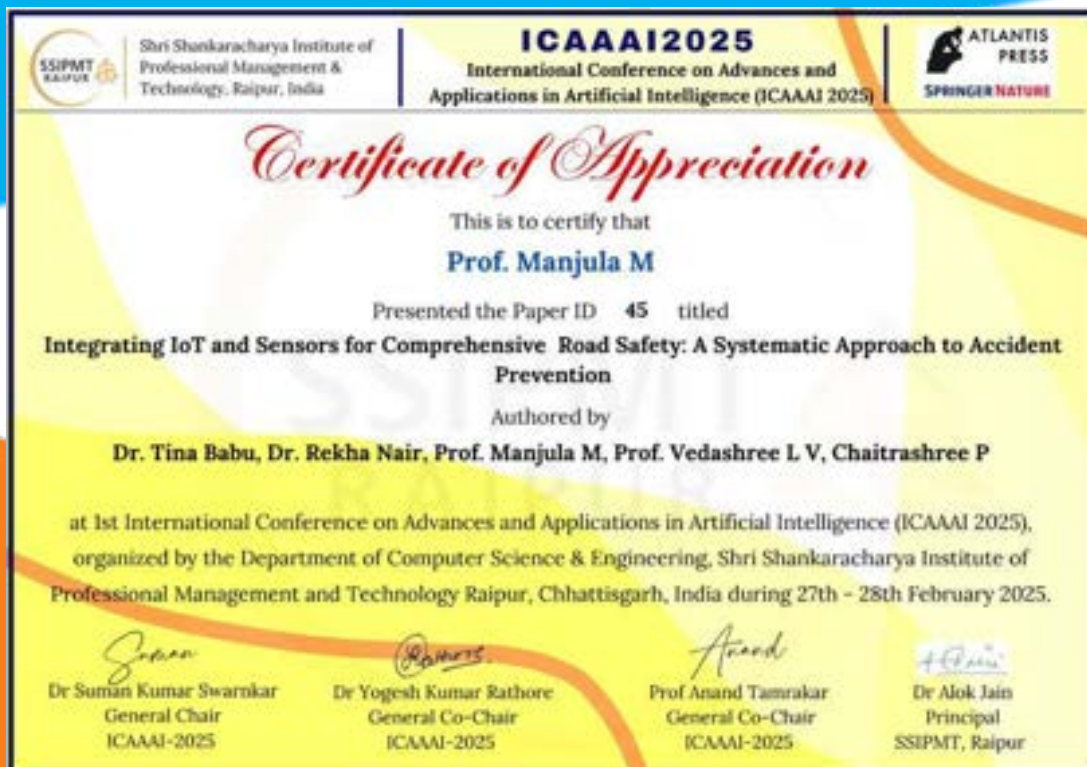 SSIPMT
RAIPUR
Shri Shankaracharya Institute of
Professional Management &
Technology, Raipur, India
ICAAAI2025
International Conference on Advances and
Applications in Artificial Intelligence (ICAAAI 2025)
ATLANTIS
PRESS
SPRINGER NATURE
Certificate of Appreciation
This is to certify that
Prof. Manjula M
Presented the Paper ID 45 titled
Integrating IoT and Sensors for Comprehensive Road Safety: A Systematic Approach to Accident
Prevention
SSIPMT
Authored by
Dr. Tina Babu, Dr. Rekha Nair, Prof. Manjula M, Prof. Vedashree L V, Chaitrashree P
RAIPUR
at 1st International Conference on Advances and Applications in Artificial Intelligence (ICAAAI 2025),
organized by the Department of Computer Science & Engineering, Shri Shankaracharya Institute of
Professional Management and Technology Raipur, Chhattisgarh, India during 27th - 28th February 2025.
Suman
Rathore
Anand
Dr Suman Kumar Swarnkar
General Chair
ICAAAI-2025
Dr Yogesh Kumar Rathore
General Co-Chair
ICAAAI-2025
Prof Anand Tamrakar
General Co-Chair
ICAAAI-2025
Dr Alok Jain
Principal
SSIPMT, Raipur